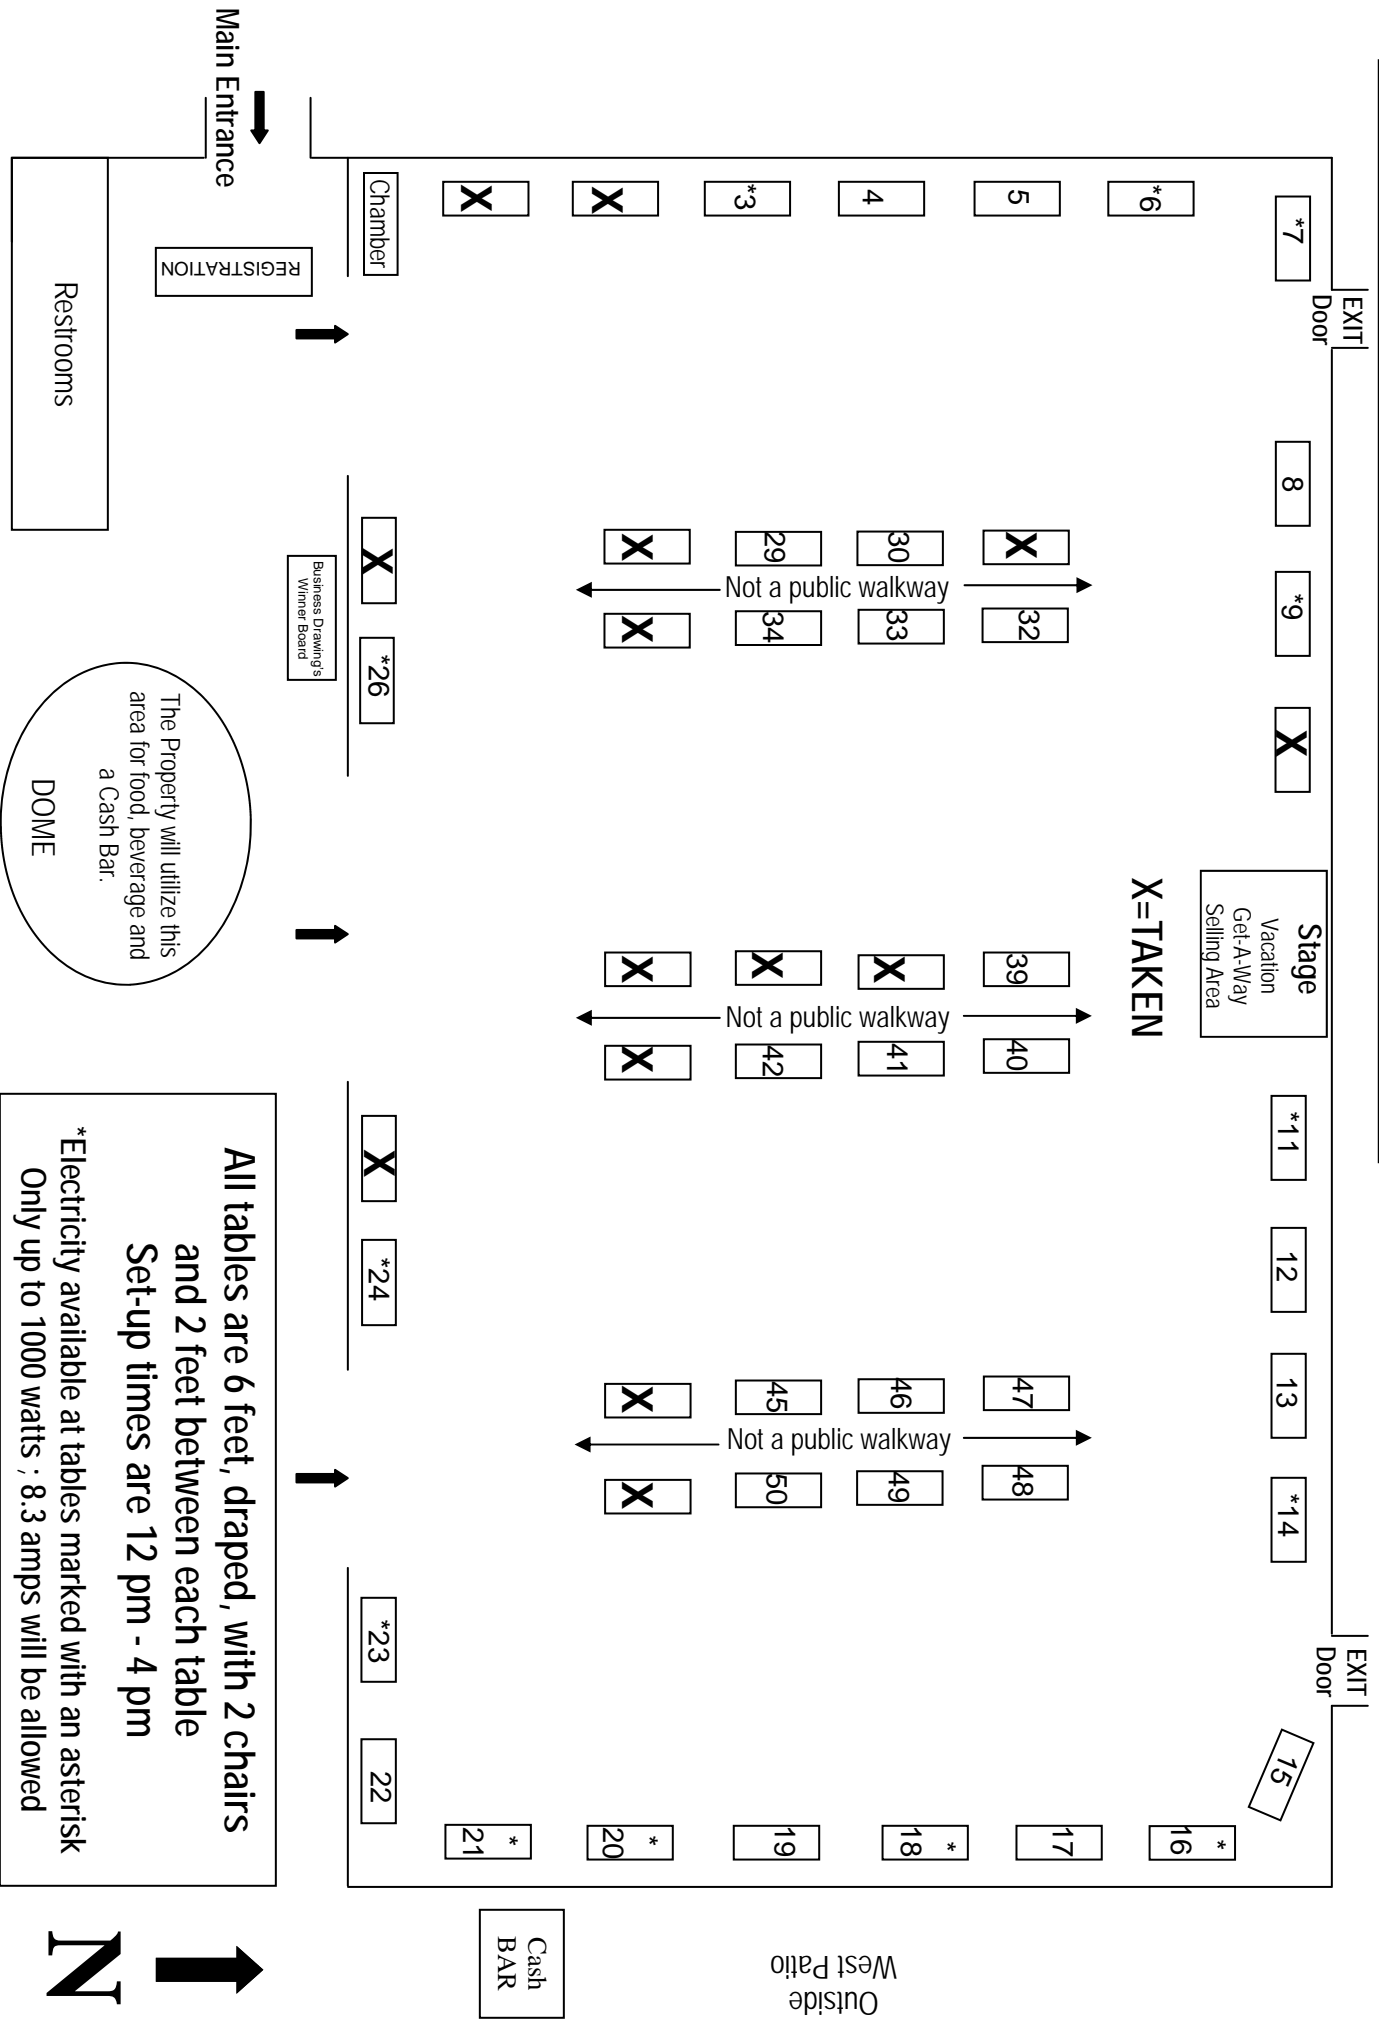 Main Entrance
Restrooms
REGISTRATION
Chamber
X
X
*3
4
5
*6
*7
EXIT
Door
8
*9
X
Stage
Vacation
Get-A-Way
Selling Area
X=TAKEN
*11
12
13
*14
EXIT
Door
15
X
29
30
X
Not a public walkway
X
34
33
32
X
X
X
39
Not a public walkway
X
42
41
40
X
45
46
47
Not a public walkway
X
50
49
48
X
*26
Business Drawing's
Winner Board
X
*24
*23
22
21 *
20 *
19
18 *
17
16 *
The Property will utilize this
area for food, beverage and
a Cash Bar.
DOME
All tables are 6 feet, draped, with 2 chairs
and 2 feet between each table
Set-up times are 12 pm - 4 pm
*Electricity available at tables marked with an asterisk
Only up to 1000 watts ; 8.3 amps will be allowed
Cash
BAR
Outside
West Patio
N